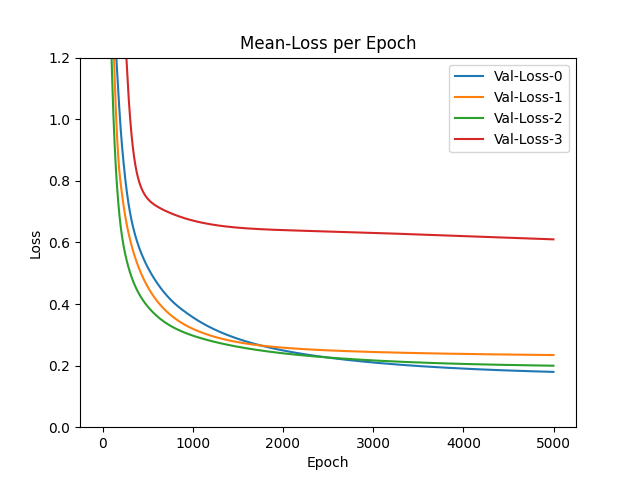 Mean-Loss per Epoch
Val-Loss-0
Val-Loss-1
Val-Loss-2
Val-Loss-3
Loss
1.2
1.0
0.8
0.6
0.4
0.2
0.0
0 1000 2000 3000 4000 5000
Epoch